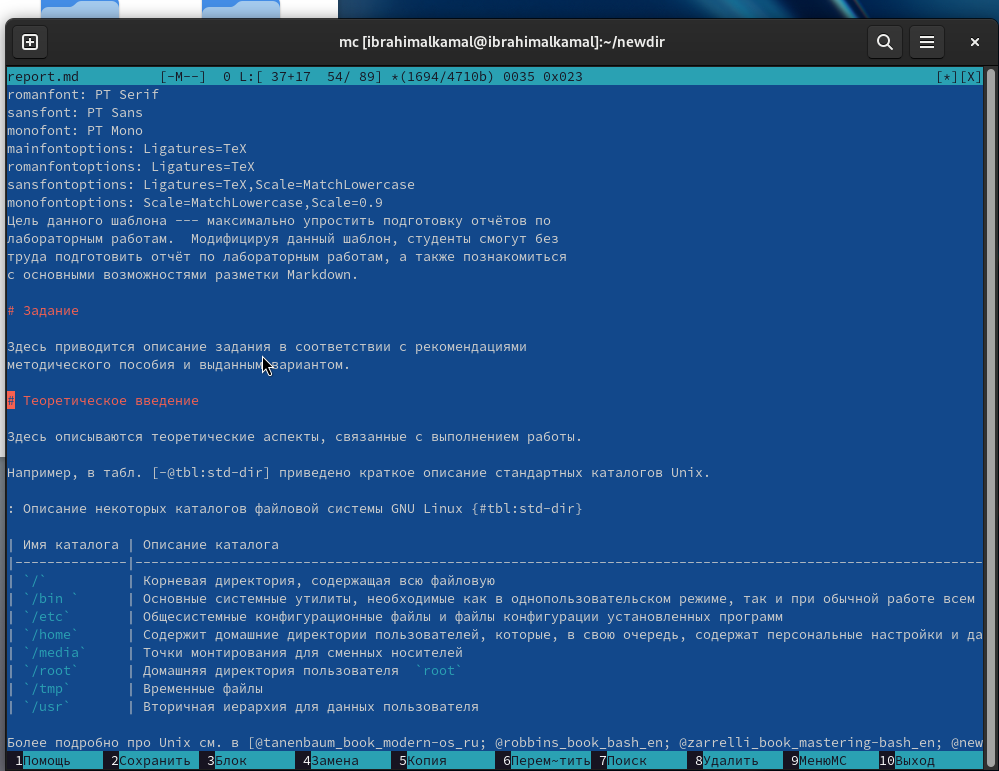 mc [ibrahimalkamal@ibrahimalkamal]:~/newdir
report.md [-M--] 0 L:[ 37+17 54/ 89] *(1694/4710b) 0035 0x023 [*][X]
romanfont: PT Serif
sansfont: PT Sans
monofont: PT Mono
mainfontoptions: Ligatures=TeX
romanfontoptions: Ligatures=TeX
sansfontoptions: Ligatures=TeX,Scale=MatchLowercase
monofontoptions: Scale=MatchLowercase,Scale=0.9
Цель данного шаблона --- максимально упростить подготовку отчётов по
лабораторным работам.  Модифицируя данный шаблон, студенты смогут без
труда подготовить отчёт по лабораторным работам, а также познакомиться
с основными возможностями разметки Markdown.
# Задание
Здесь приводится описание задания в соответствии с рекомендациями
методического пособия и выданным вариантом.
# Теоретическое введение
Здесь описываются теоретические аспекты, связанные с выполнением работы.
Например, в табл. [-@tbl:std-dir] приведено краткое описание стандартных каталогов Unix.
: Описание некоторых каталогов файловой системы GNU Linux {#tbl:std-dir}
| Имя каталога | Описание каталога
|--------------|----------------------------------------------------------------------------------------------------------
| `/`          | Корневая директория, содержащая всю файловую
| `/bin `      | Основные системные утилиты, необходимые как в однопользовательском режиме, так и при обычной работе всем
| `/etc`       | Общесистемные конфигурационные файлы и файлы конфигурации установленных программ
| `/home`      | Содержит домашние директории пользователей, которые, в свою очередь, содержат персональные настройки и да
| `/media`     | Точки монтирования для сменных носителей
| `/root`      | Домашняя директория пользователя  `root`
| `/tmp`       | Временные файлы
| `/usr`       | Вторичная иерархия для данных пользователя
Более подробно про Unix см. в [@tanenbaum_book_modern-os_ru; @robbins_book_bash_en; @zarrelli_book_mastering-bash_en; @new
1Помощь 2Сохранить 3Блок 4Замена 5Копия 6Перем~тить 7Поиск 8Удалить 9МенюМС 10Выход